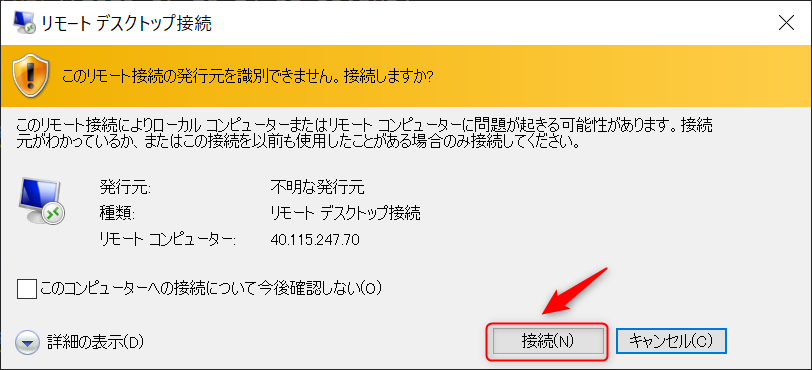 リモート デスクトップ接続
このリモート接続の発行元を識別できません。接続しますか?
このリモート接続によりローカル コンピューターまたはリモート コンピューターに問題が起きる可能性があります。接続
元がわかっているか、またはこの接続を以前も使用したことがある場合のみ接続してください。
発行元: 不明な発行元
種類: リモート デスクトップ接続
リモート コンピューター: 40.115.247.70
このコンピューターへの接続について今後確認しない(O)
詳細の表示(D) 接続(N) キャンセル(C)